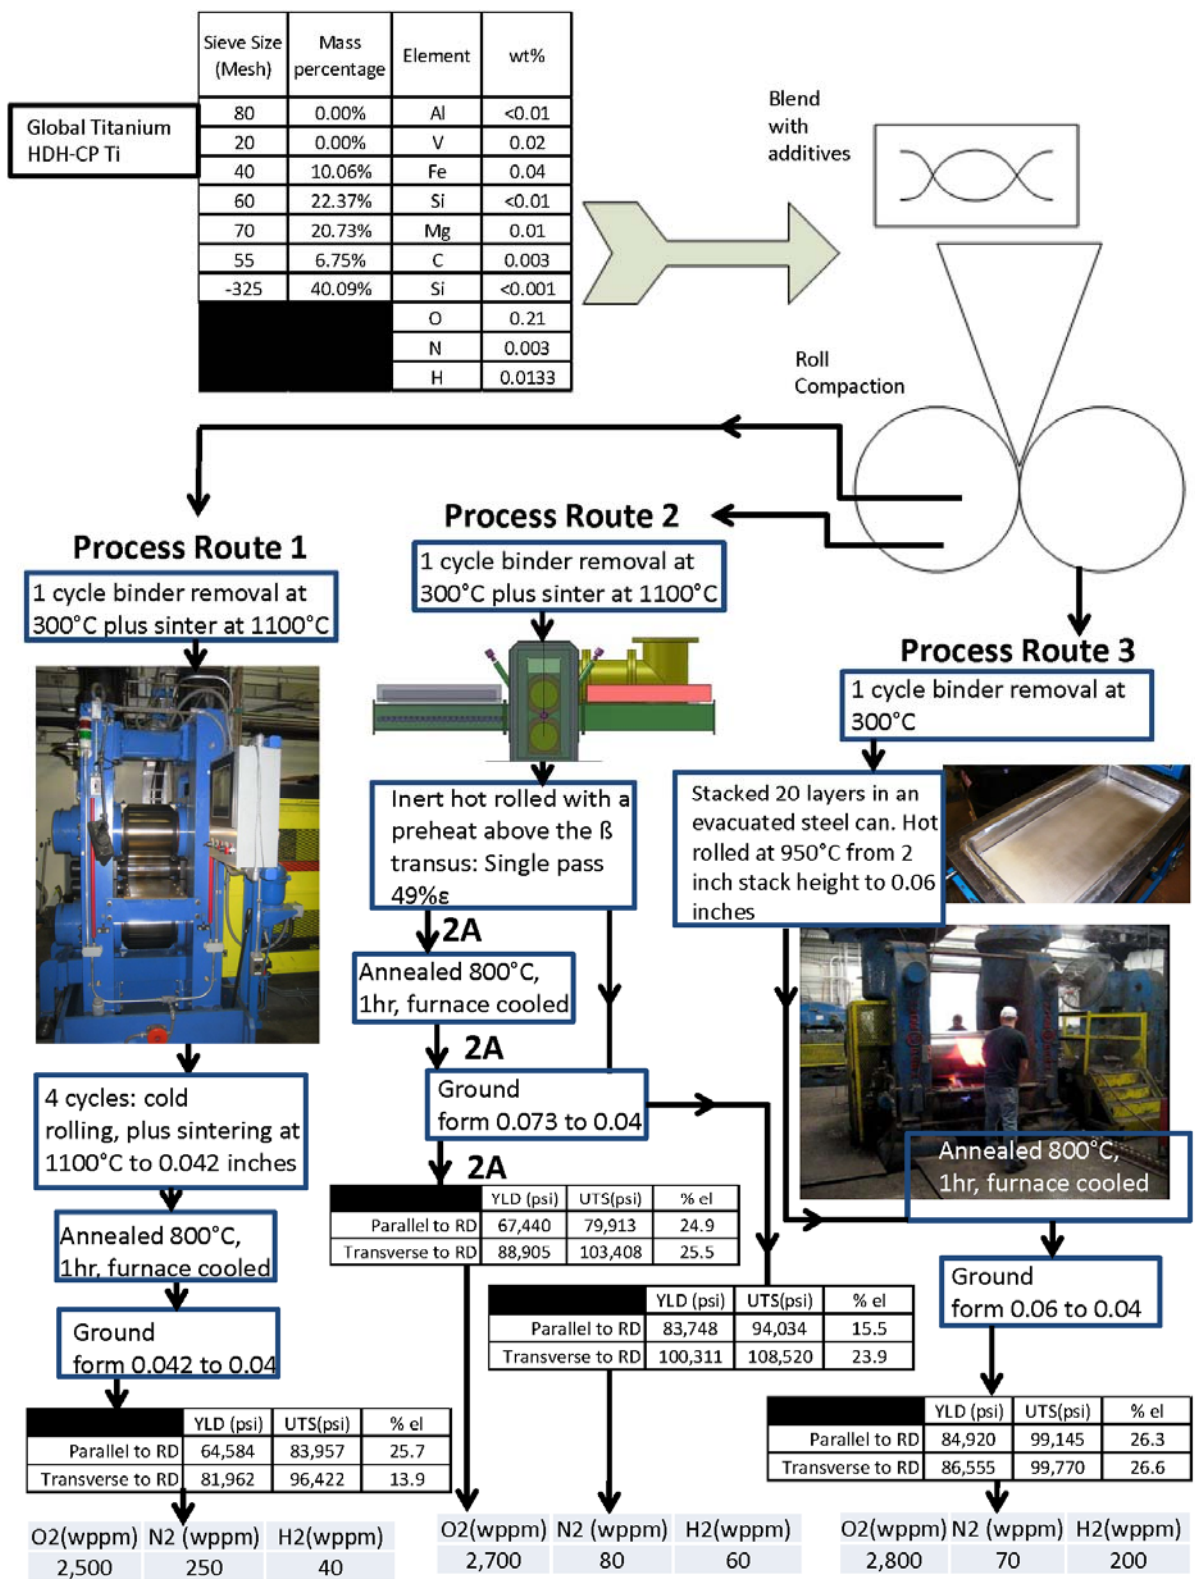 Sieve Size (Mesh) Mass percentage Element wt%
80 0.00% Al <0.01
20 0.00% V 0.02
40 10.06% Fe 0.04
60 22.37% Si <0.01
70 20.73% Mg 0.01
55 6.75% C 0.003
-325 40.09% Si <0.001
O 0.21
N 0.003
H 0.0133
Global Titanium
HDH-CP Ti
Blend
with
additives
Roll
Compaction
Process Route 1
1 cycle binder removal at
300°C plus sinter at 1100°C
4 cycles: cold
rolling, plus sintering at
1100°C to 0.042 inches
Annealed 800°C,
1hr, furnace cooled
Ground
form 0.042 to 0.04
YLD (psi) UTS(psi) % el
Parallel to RD 64,584 83,957 25.7
Transverse to RD 81,962 96,422 13.9
O2(wppm) N2 (wppm) H2(wppm)
2,500 250 40
Process Route 2
1 cycle binder removal at
300°C plus sinter at 1100°C
Inert hot rolled with a
preheat above the ß
transus: Single pass
49%ε
2A
Annealed 800°C,
1hr, furnace cooled
2A
Ground
form 0.073 to 0.04
2A
YLD (psi) UTS(psi) % el
Parallel to RD 67,440 79,913 24.9
Transverse to RD 88,905 103,408 25.5
YLD (psi) UTS(psi) % el
Parallel to RD 83,748 94,034 15.5
Transverse to RD 100,311 108,520 23.9
O2(wppm) N2 (wppm) H2(wppm)
2,700 80 60
Process Route 3
1 cycle binder removal at
300°C
Stacked 20 layers in an
evacuated steel can. Hot
rolled at 950°C from 2
inch stack height to 0.06
inches
Annealed 800°C,
1hr, furnace cooled
Ground
form 0.06 to 0.04
YLD (psi) UTS(psi) % el
Parallel to RD 84,920 99,145 26.3
Transverse to RD 86,555 99,770 26.6
O2(wppm) N2 (wppm) H2(wppm)
2,800 70 200